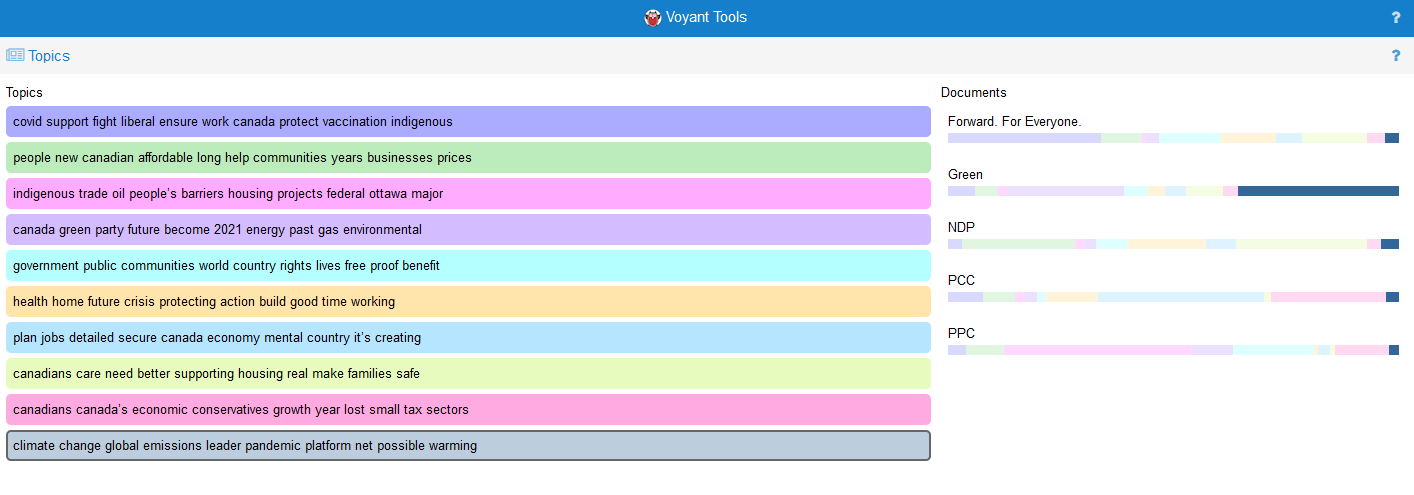 Voyant Tools
?
Topics
?
Topics
covid support fight liberal ensure work canada protect vaccination indigenous
people new canadian affordable long help communities years businesses prices
indigenous trade oil people's barriers housing projects federal ottawa major
canada green party future become 2021 energy past gas environmental
government public communities world country rights lives free proof benefit
health home future crisis protecting action build good time working
plan jobs detailed secure canada economy mental country it's creating
canadians care need better supporting housing real make families safe
canadians canada's economic conservatives growth year lost small tax sectors
climate change global emissions leader pandemic platform net possible warming
Documents
Forward. For Everyone.
Green
NDP
PCC
PPC